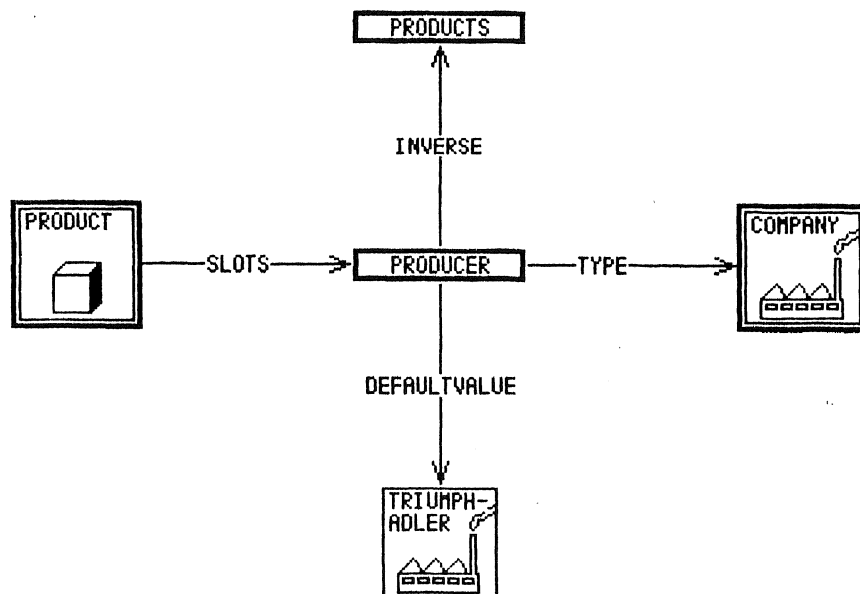 PRODUCTS
INVERSE
PRODUCT
SLOTS
PRODUCER
TYPE
COMPANY
DEFAULTVALUE
TRIUMPH-
ADLER